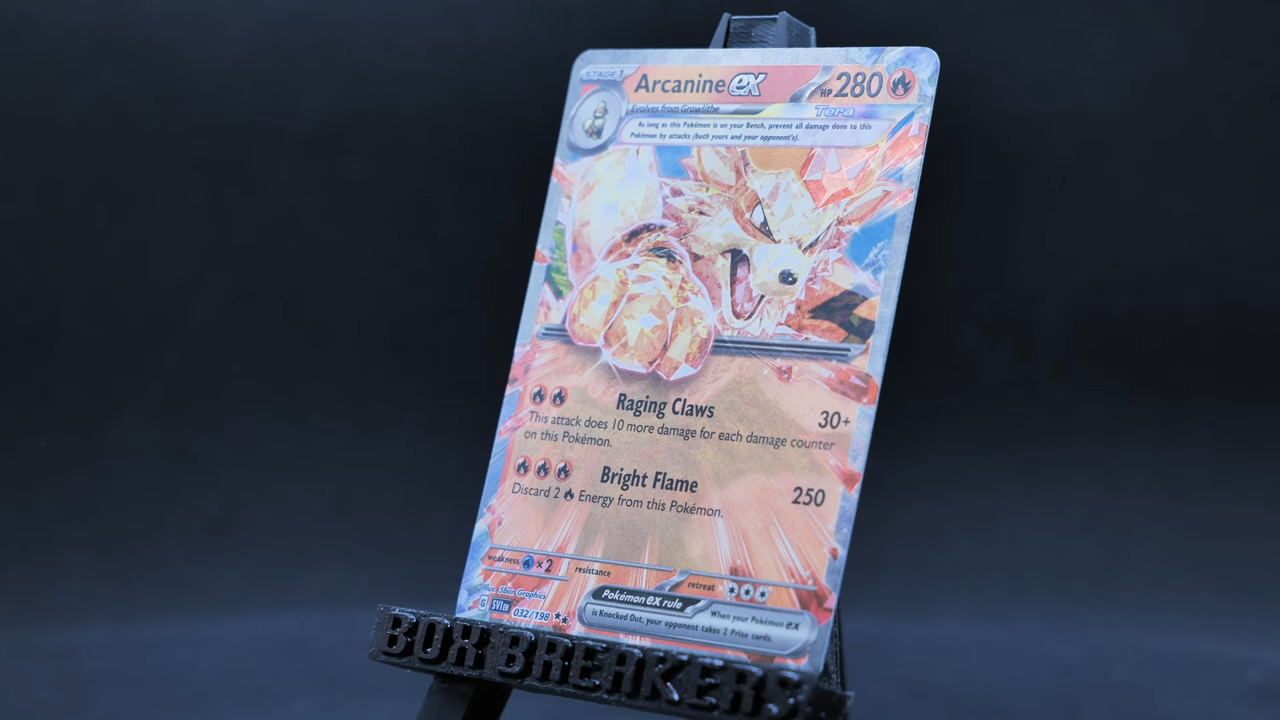 STAGE 1 Arcanine ex HP 280
Evolves from Growlithe Tera
As long as this Pokémon is on your Bench, prevent all damage done to this
Pokémon by attacks (both yours and your opponent's).
Raging Claws 30+
This attack does 10 more damage for each damage counter
on this Pokémon.
Bright Flame 250
Discard 2 Energy from this Pokémon.
weakness ×2 resistance retreat
Illus. 5ban Graphics
Pokémon ex rule
When your Pokémon ex
is Knocked Out, your opponent takes 2 Prize cards.
G SVI EN 032/198
BOX BREAKERS